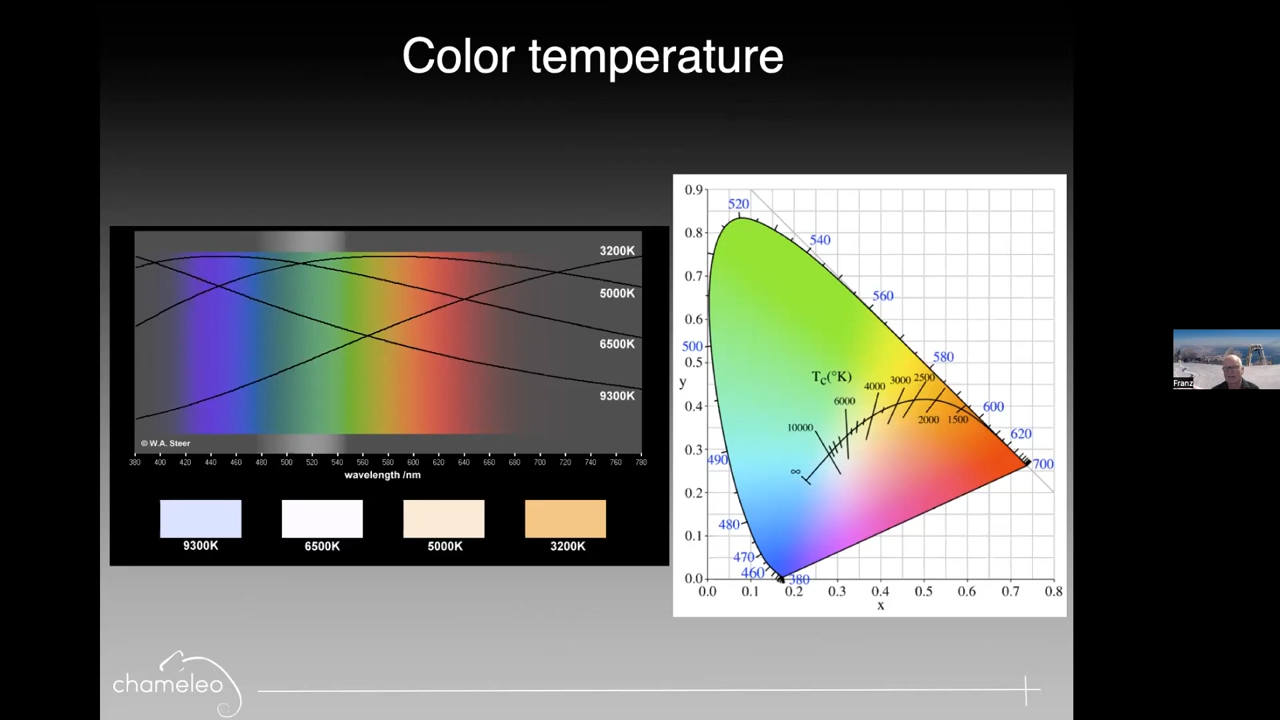 Color temperature
3200K
5000K
6500K
9300K
© W.A. Steer
380 400 420 440 460 480 500 520 540 560 580 600 620 640 660 680 700 720 740 760 780
wavelength /nm
9300K 6500K 5000K 3200K
0.9
0.8
0.7
0.6
0.5
y
0.4
0.3
0.2
0.1
0.0
520
540
560
500
580
Tc(°K)
4000 3000 2500
6000
600
10000
2000 1500
620
490
∞
700
480
470
460
380
0.0 0.1 0.2 0.3 0.4 0.5 0.6 0.7 0.8
x
Franz
chameleo